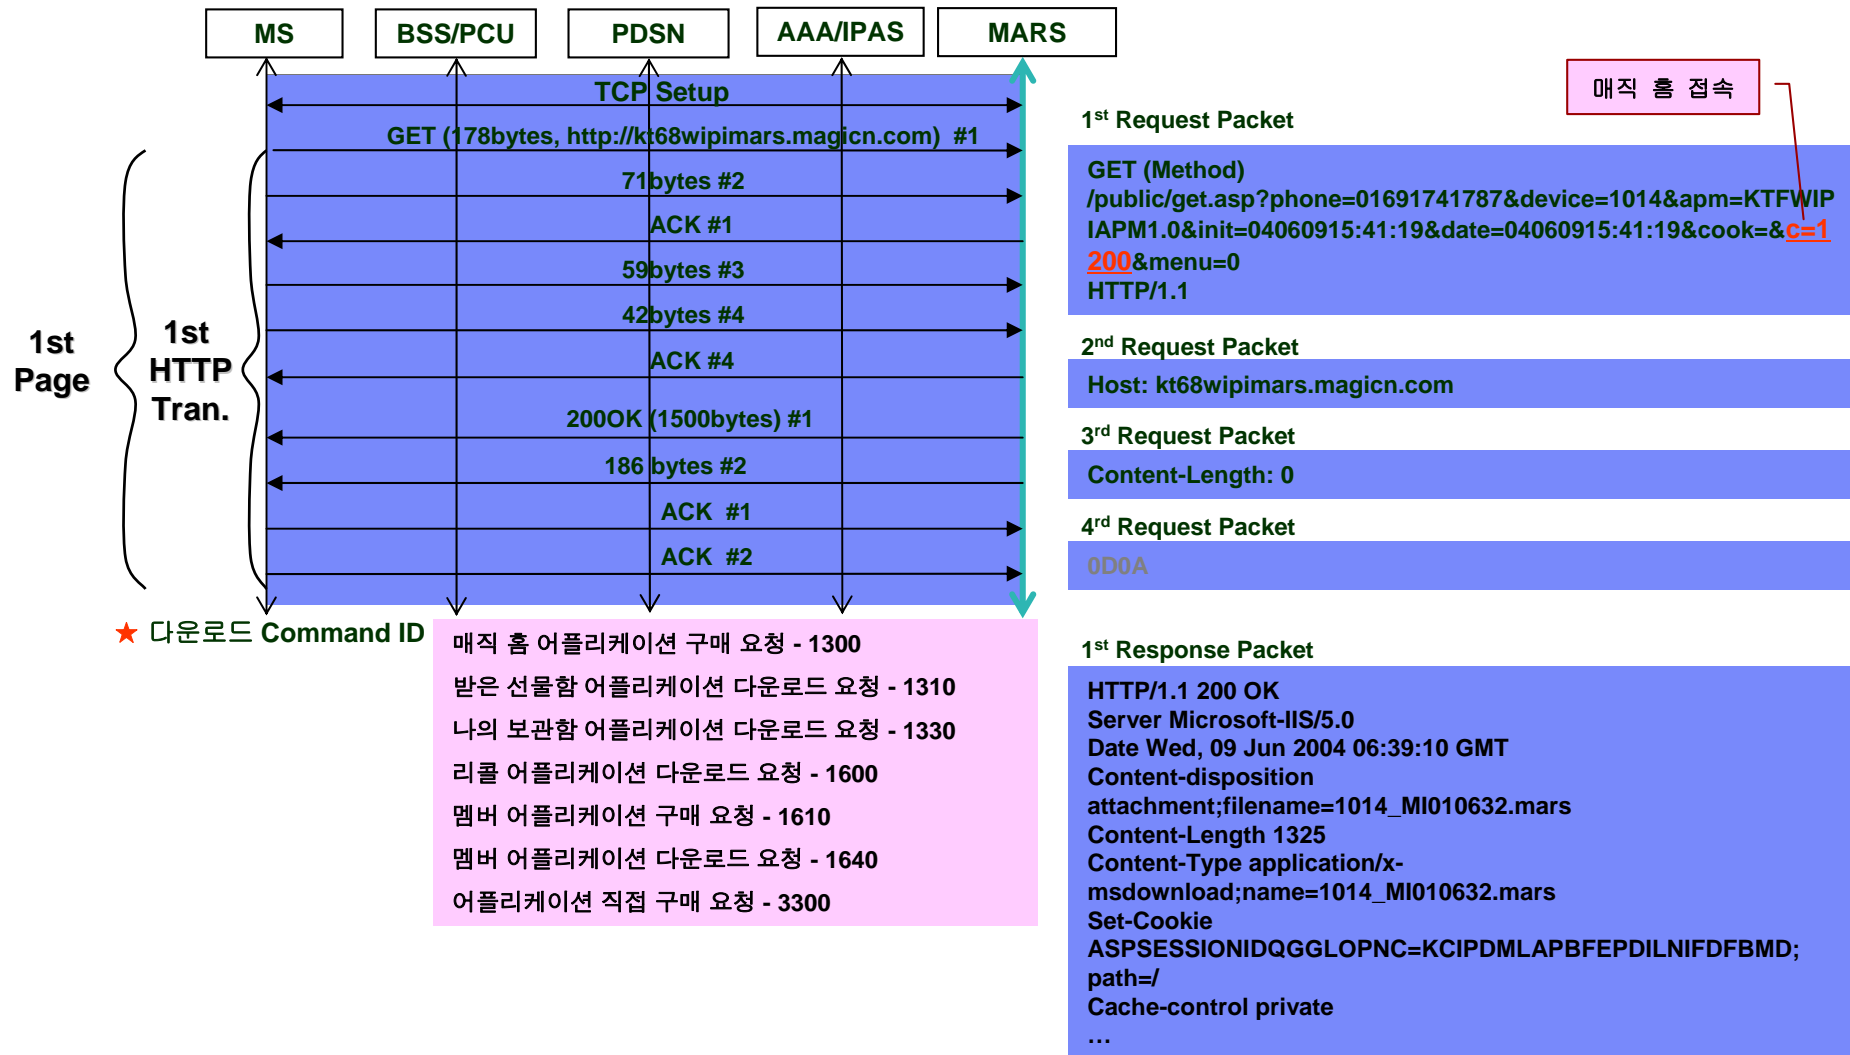 MS
BSS/PCU
PDSN
AAA/IPAS
MARS
TCP Setup
GET (178bytes, http://kt68wipimars.magicn.com)  #1
71bytes #2
ACK #1
59bytes #3
42bytes #4
ACK #4
200OK (1500bytes) #1
186 bytes #2
ACK  #1
ACK  #2
1st
Page
1st
HTTP
Tran.
★ 다운로드 Command ID
매직 홈 어플리케이션 구매 요청 - 1300
받은 선물함 어플리케이션 다운로드 요청 - 1310
나의 보관함 어플리케이션 다운로드 요청 - 1330
리콜 어플리케이션 다운로드 요청 - 1600
멤버 어플리케이션 구매 요청 - 1610
멤버 어플리케이션 다운로드 요청 - 1640
어플리케이션 직접 구매 요청 - 3300
매직 홈 접속
1st Request Packet
GET (Method)
/public/get.asp?phone=01691741787&device=1014&apm=KTFWIP
IAPM1.0&init=04060915:41:19&date=04060915:41:19&cook=&c=1
200&menu=0
HTTP/1.1
2nd Request Packet
Host: kt68wipimars.magicn.com
3rd Request Packet
Content-Length: 0
4rd Request Packet
0D0A
1st Response Packet
HTTP/1.1 200 OK
Server Microsoft-IIS/5.0
Date Wed, 09 Jun 2004 06:39:10 GMT
Content-disposition
attachment;filename=1014_MI010632.mars
Content-Length 1325
Content-Type application/x-
msdownload;name=1014_MI010632.mars
Set-Cookie
ASPSESSIONIDQGGLOPNC=KCIPDMLAPBFEPDILNIFDFBMD;
path=/
Cache-control private
…